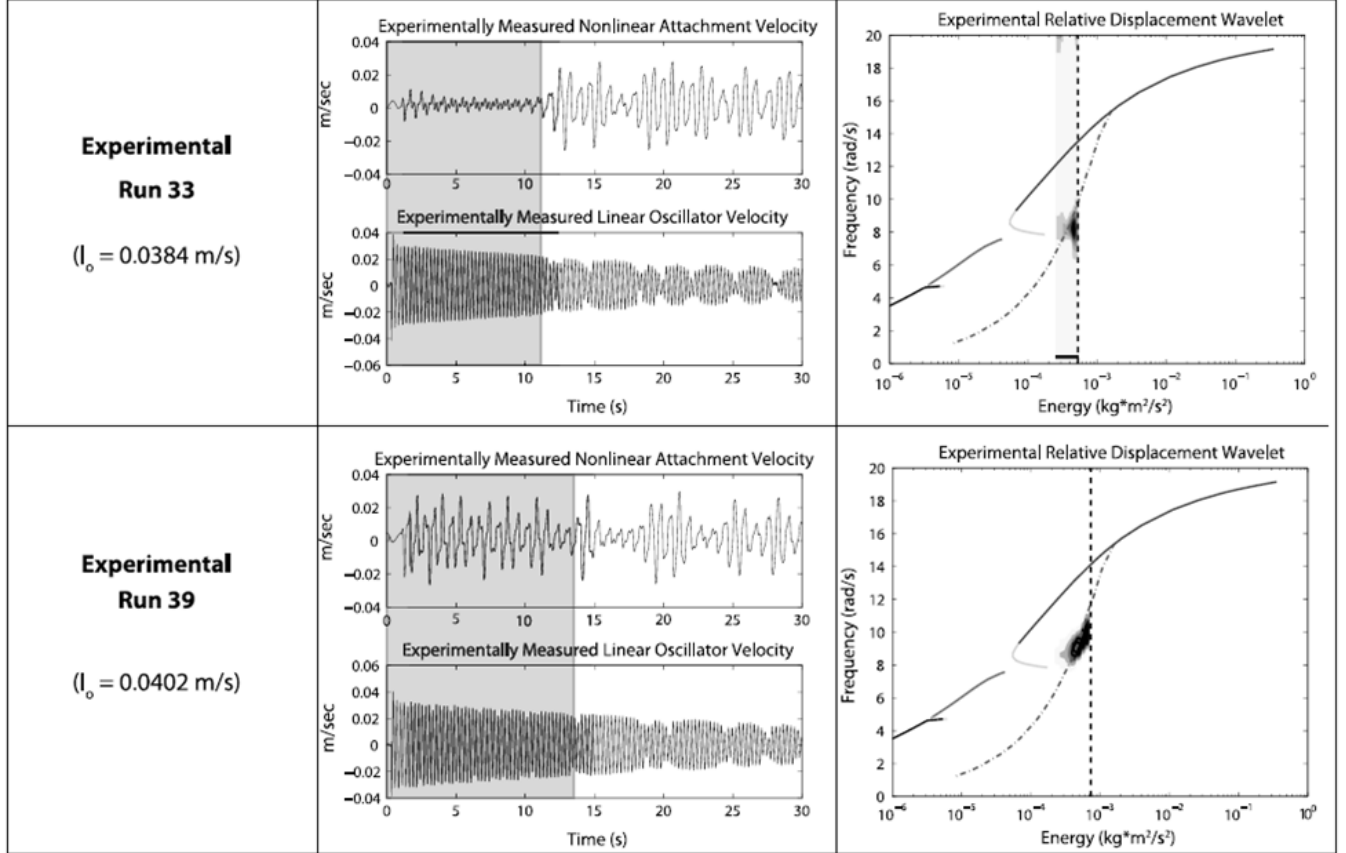 Experimental
Run 33
(I₀ = 0.0384 m/s)
Experimentally Measured Nonlinear Attachment Velocity
m/sec
0.04
0.02
0
−0.02
−0.04
0 5 10 15 20 25 30
Experimentally Measured Linear Oscillator Velocity
m/sec
0.04
0.02
0
−0.02
−0.04
−0.06
0 5 10 15 20 25 30
Time (s)
Experimental Relative Displacement Wavelet
Frequency (rad/s)
20
18
16
14
12
10
8
6
4
2
0
10⁻⁶ 10⁻⁵ 10⁻⁴ 10⁻³ 10⁻² 10⁻¹ 10⁰
Energy (kg*m²/s²)
Experimental
Run 39
(I₀ = 0.0402 m/s)
Experimentally Measured Nonlinear Attachment Velocity
m/sec
0.04
0.02
0
−0.02
−0.04
0 5 10 15 20 25 30
Experimentally Measured Linear Oscillator Velocity
m/sec
0.06
0.04
0.02
0
−0.02
−0.04
0 5 10 15 20 25 30
Time (s)
Experimental Relative Displacement Wavelet
Frequency (rad/s)
20
18
16
14
12
10
8
6
4
2
0
10⁻⁶ 10⁻⁵ 10⁻⁴ 10⁻³ 10⁻² 10⁻¹ 10⁰
Energy (kg*m²/s²)